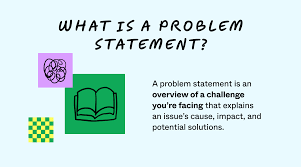 WHAT IS A PROBLEM
STATEMENT?
A problem statement is an
overview of a challenge
you're facing that explains
an issue's cause, impact, and
potential solutions.